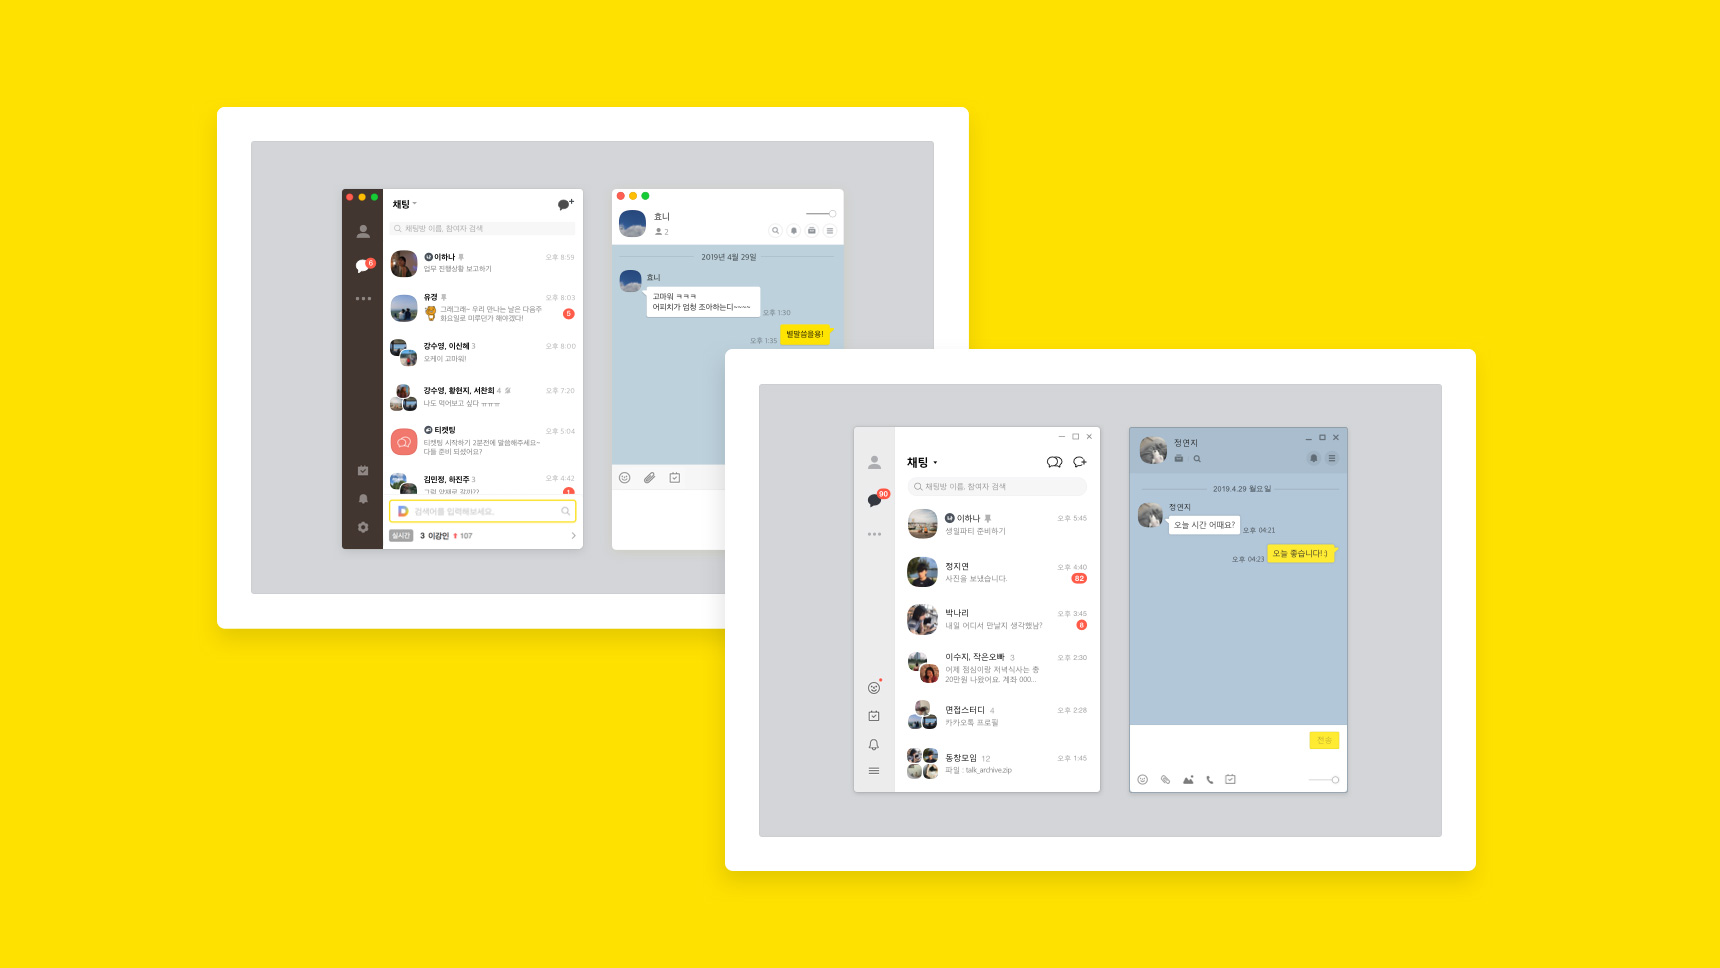 채팅
6
채팅방 이름, 참여자 검색
나 이하나
오후 8:59
업무 진행상황 보고하기
유경
오후 8:03
그래그래~ 우리 만나는 날은 다음주
화요일로 미루던가 해야겠다!
5
강수영, 이산혜 3
오후 8:00
오케이 고마워!
강수영, 황현지, 서찬희 4
오후 7:20
나도 먹어보고 싶다 ㅠㅠㅠ
티켓팅
오후 5:04
티켓팅 시작하기 2분전에 말씀해주세요~
다들 준비 되셨어요?
김민정, 하진주 3
오후 4:42
1
검색어를 입력해보세요.
실시간 3 이강인 107
효니
2
2019년 4월 29일
효니
고마워 ㅋㅋㅋ
어피치가 엄청 조아하는디~~~~
오후 1:30
오후 1:35
별말씀을용!
채팅
90
채팅방 이름, 참여자 검색
나 이하나
오후 5:45
생일파티 준비하기
정지연
오후 4:40
사진을 보냈습니다.
82
박나리
오후 3:45
내일 어디서 만날지 생각했남?
8
이수지, 작은오빠 3
오후 2:30
어제 점심이랑 저녁식사는 총
20만원 나왔어요. 계좌 000...
면접스터디 4
오후 2:28
카카오톡 프로필
동창모임 12
오후 1:45
파일 : talk_archive.zip
정연지
2019.4.29 월요일
정연지
오늘 시간 어때요?
오후 04:21
오후 04:23
오늘 좋습니다! :)
전송